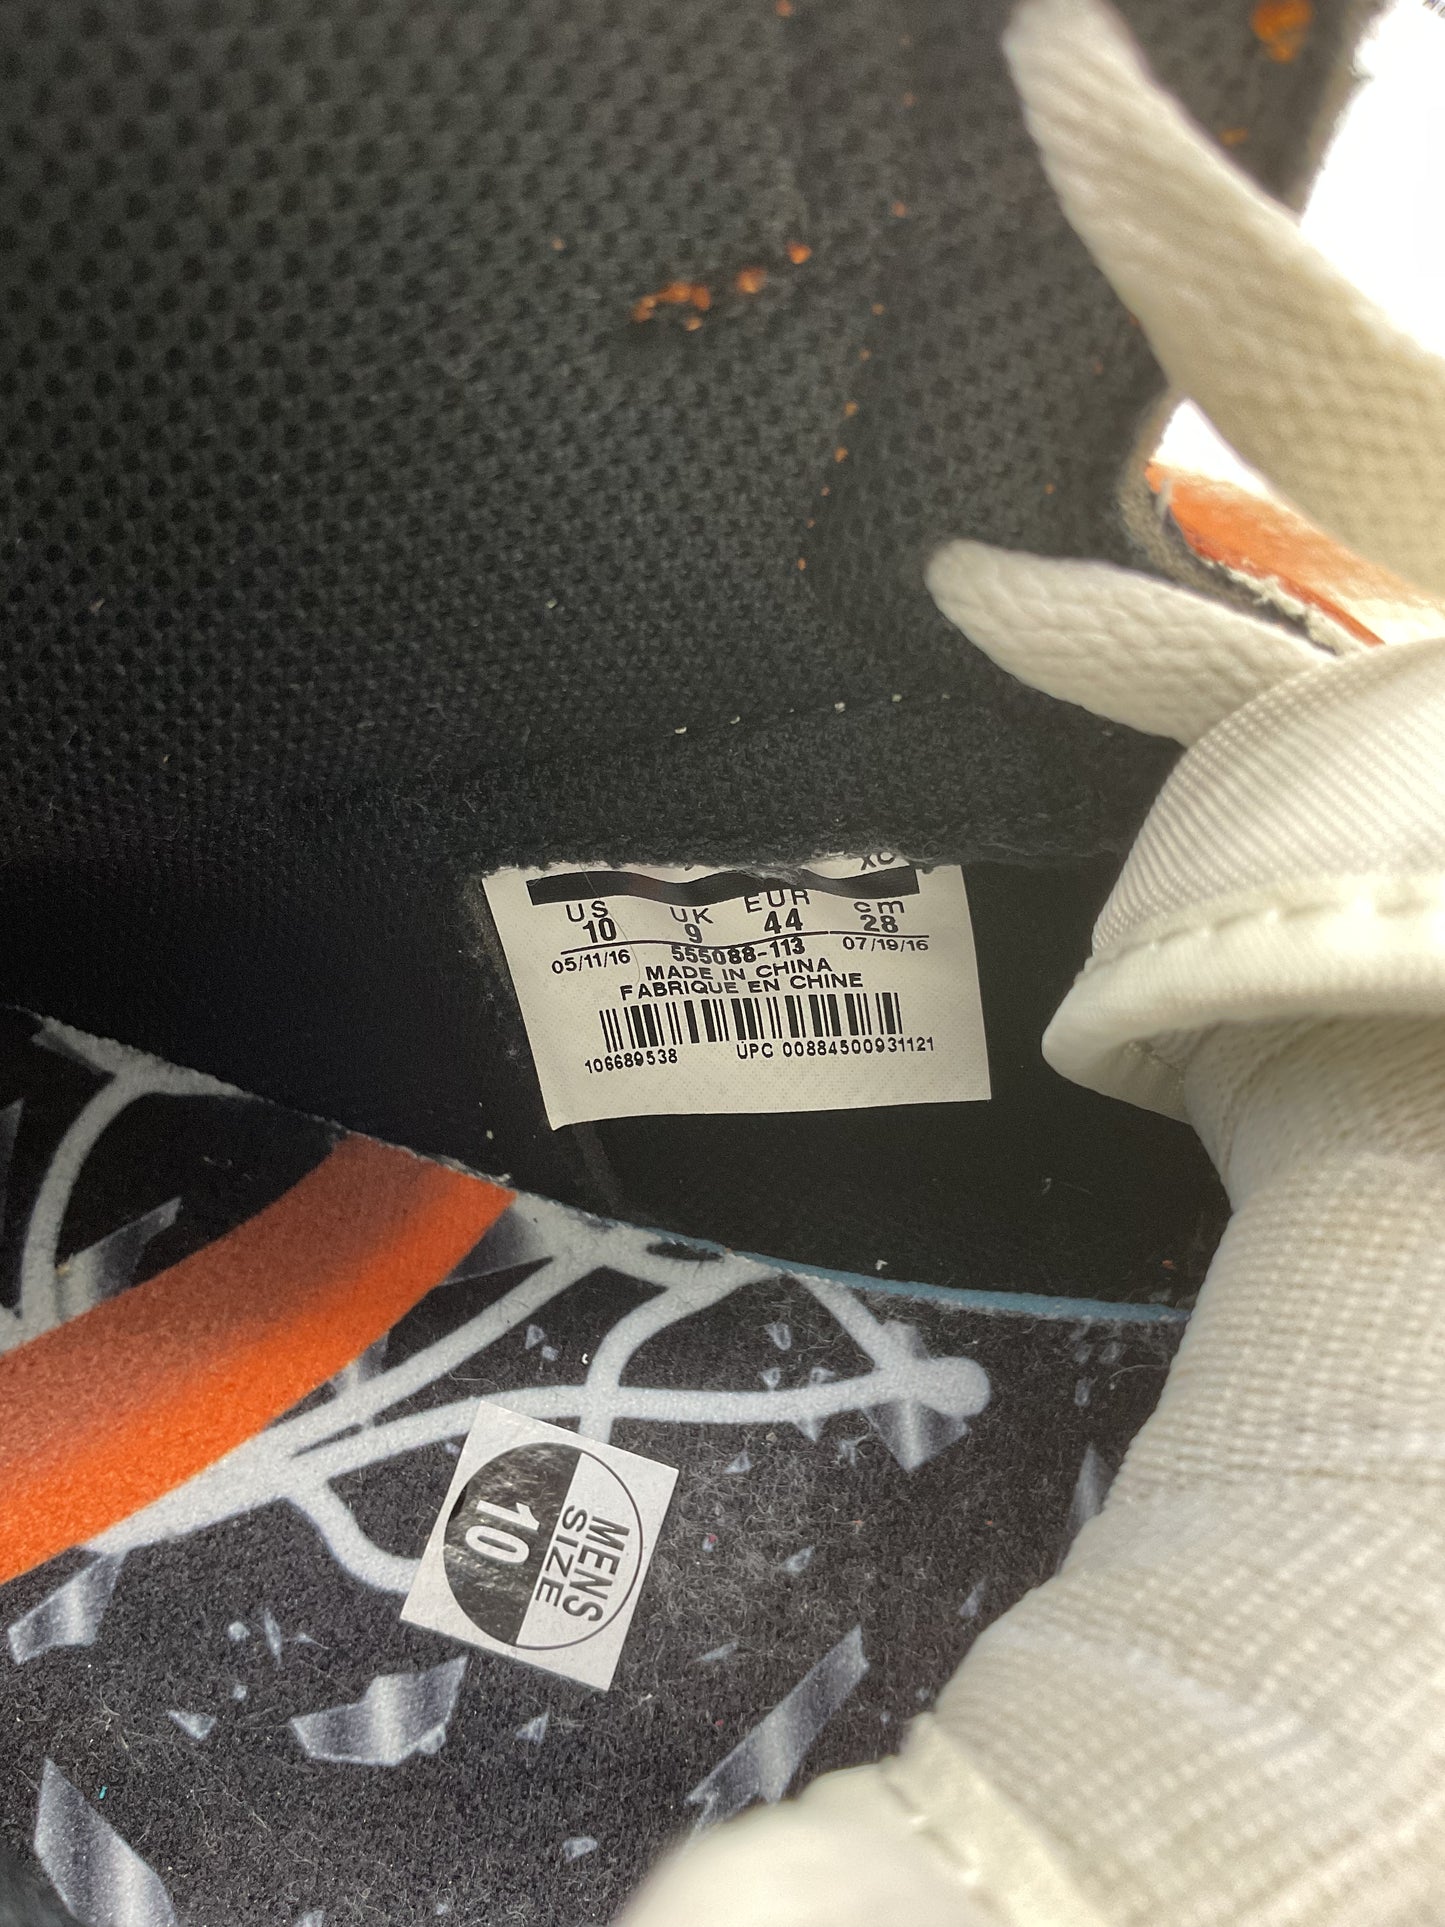 XC
US UK EUR cm
10 9 44 28
05/11/16 555088-113 07/19/16
MADE IN CHINA
FABRIQUE EN CHINE
106689538 UPC 00884500931121
MENS
SIZE
10